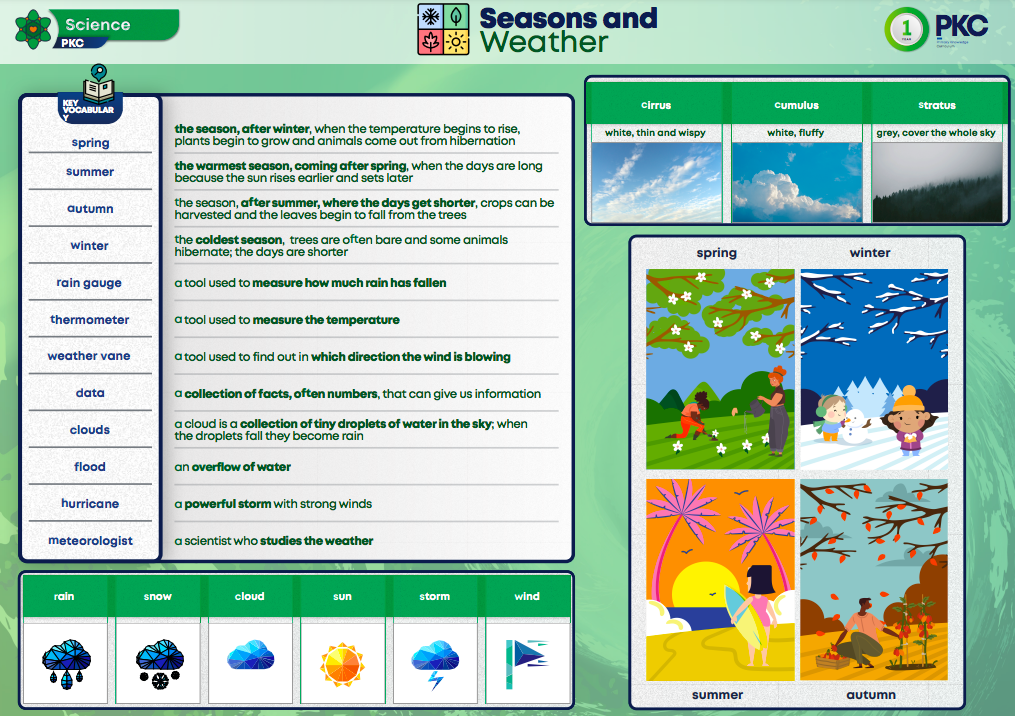 Science
PKC
Seasons and
Weather
1
YEAR
PKC
KEY
VOCABULAR
Y
spring
the season, after winter, when the temperature begins to rise,
plants begin to grow and animals come out from hibernation
summer
the warmest season, coming after spring, when the days are long
because the sun rises earlier and sets later
autumn
the season, after summer, where the days get shorter, crops can be
harvested and the leaves begin to fall from the trees
winter
the coldest season, trees are often bare and some animals
hibernate; the days are shorter
rain gauge
a tool used to measure how much rain has fallen
thermometer
a tool used to measure the temperature
weather vane
a tool used to find out in which direction the wind is blowing
data
a collection of facts, often numbers, that can give us information
clouds
a cloud is a collection of tiny droplets of water in the sky; when
the droplets fall they become rain
flood
an overflow of water
hurricane
a powerful storm with strong winds
meteorologist
a scientist who studies the weather
rain snow cloud sun storm wind
cirrus cumulus stratus
white, thin and wispy white, fluffy grey, cover the whole sky
spring winter
summer autumn